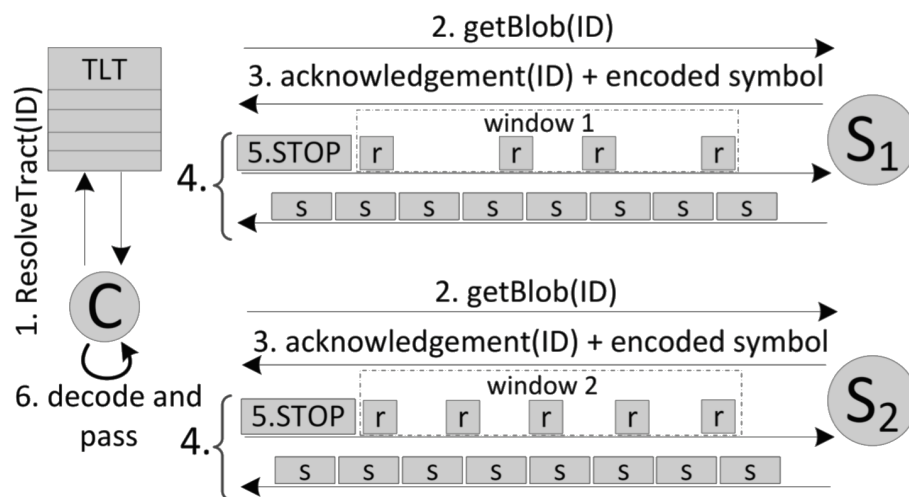 TLT
1. ResolveTract(ID)
C
6. decode and
pass
2. getBlob(ID)
3. acknowledgement(ID) + encoded symbol
window 1
4.
5.STOP r r r r
s s s s s s s s
S1
2. getBlob(ID)
3. acknowledgement(ID) + encoded symbol
window 2
4.
5.STOP r r r r r
s s s s s s s s
S2